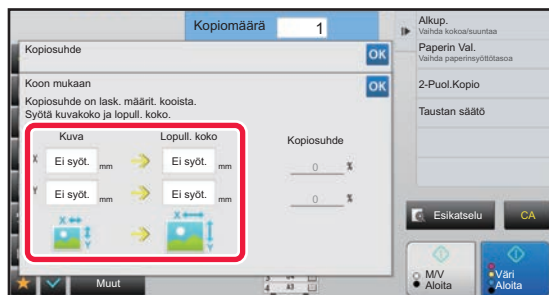 Kopiomäärä 1
Kopiosuhde OK
Koon mukaan OK
Kopiosuhde on lask. määrit. kooista.
Syötä kuvakoko ja lopull. koko.
Kuva Lopull. koko Kopiosuhde
X Ei syöt. mm Ei syöt. mm 0 %
Y Ei syöt. mm Ei syöt. mm 0 %
X Y X Y
Muut
A3
Alkup.
Vaihda kokoa/suuntaa
Paperin Val.
Vaihda paperinsyöttötasoa
2-Puol.Kopio
Taustan säätö
Esikatselu CA
M/V
Aloita
Väri
Aloita